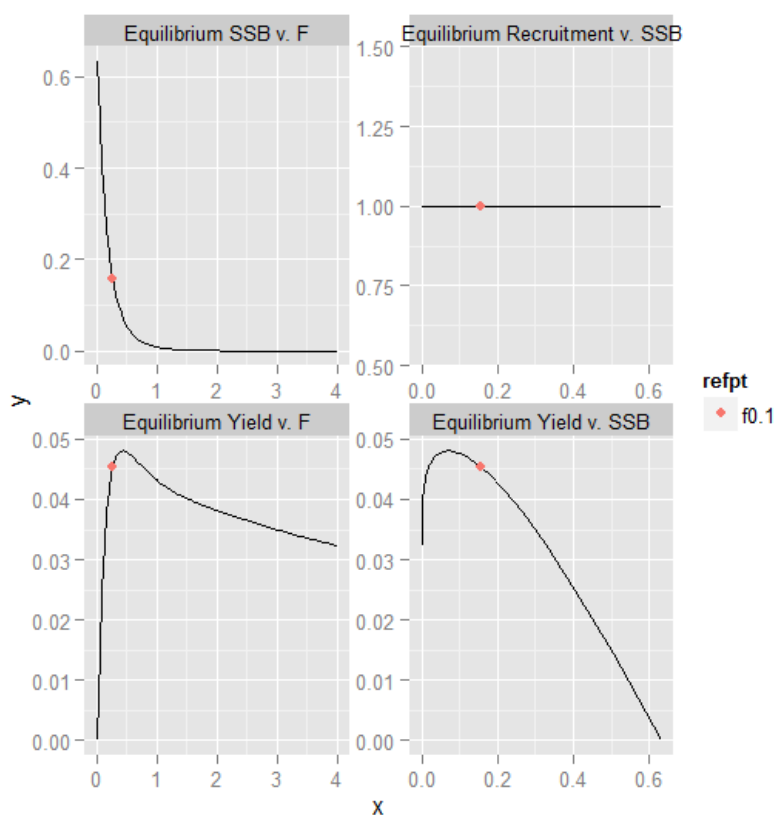 Equilibrium SSB v. F
Equilibrium Recruitment v. SSB
0.6
0.4
0.2
0.0
0 1 2 3 4
1.50
1.25
1.00
0.75
0.50
0.0 0.2 0.4 0.6
y
Equilibrium Yield v. F
Equilibrium Yield v. SSB
0.05
0.04
0.03
0.02
0.01
0.00
0 1 2 3 4
0.05
0.04
0.03
0.02
0.01
0.00
0.0 0.2 0.4 0.6
x
refpt
f0.1